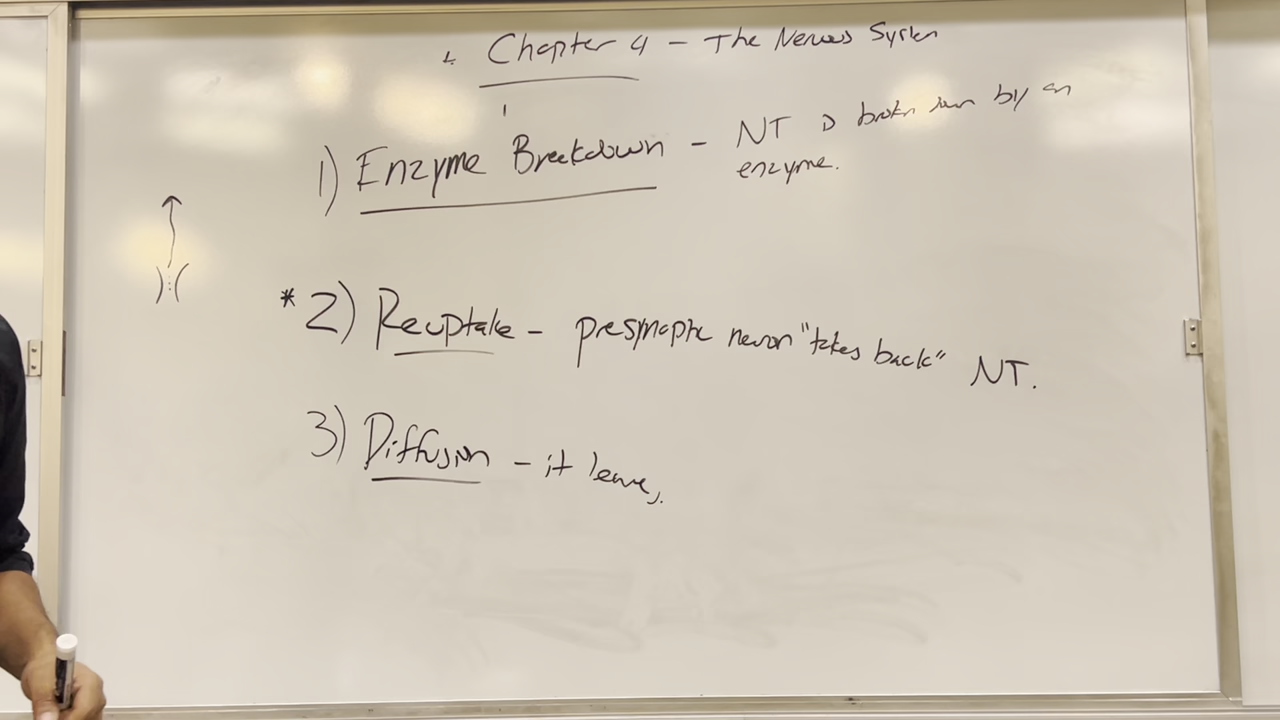 Chapter 4 - The Nervous System
1) Enzyme Breakdown - NT is broken down by an
enzyme.
*2) Reuptake - presynaptic neuron "takes back" NT.
3) Diffusion - it leaves.